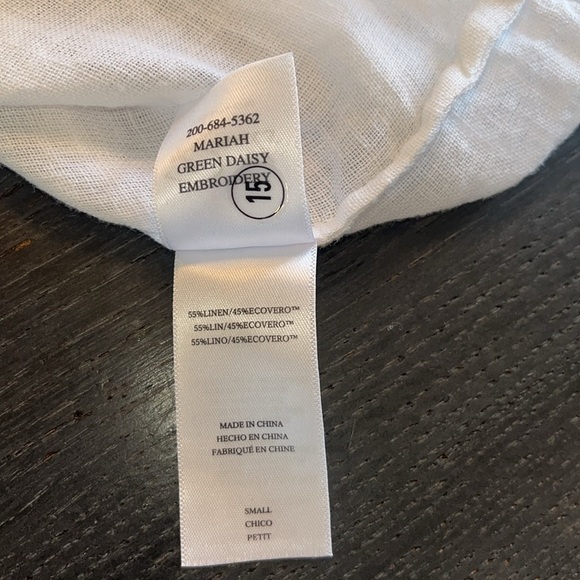 200-684-5362
MARIAH
GREEN DAISY
EMBROIDERY
15
55%LINEN/45%ECOVERO™
55%LIN/45%ECOVERO™
55%LINO/45%ECOVERO™
MADE IN CHINA
HECHO EN CHINA
FABRIQUÉ EN CHINE
SMALL
CHICO
PETIT